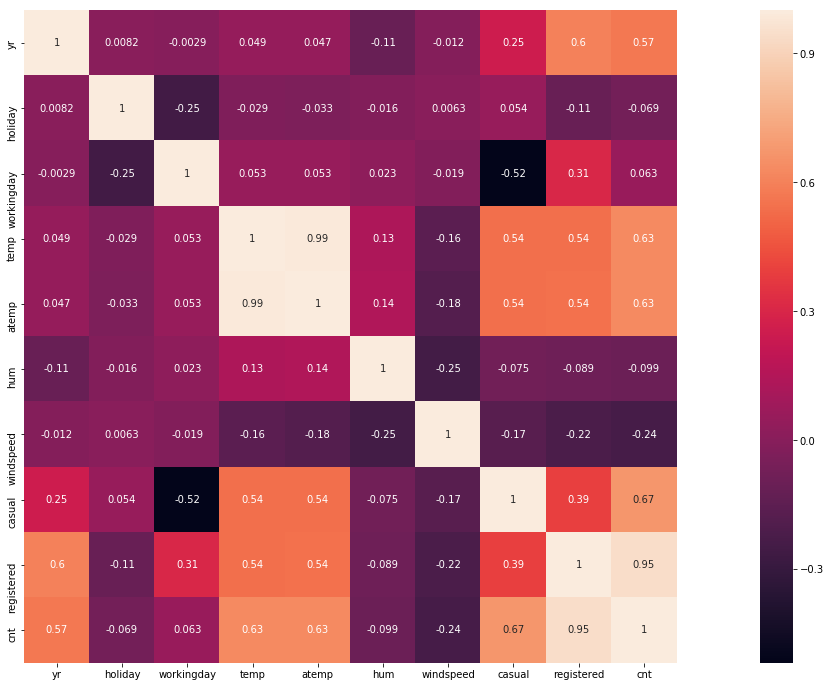 yr 1 0.0082 -0.0029 0.049 0.047 -0.11 -0.012 0.25 0.6 0.57
holiday 0.0082 1 -0.25 -0.029 -0.033 -0.016 0.0063 0.054 -0.11 -0.069
workingday -0.0029 -0.25 1 0.053 0.053 0.023 -0.019 -0.52 0.31 0.063
temp 0.049 -0.029 0.053 1 0.99 0.13 -0.16 0.54 0.54 0.63
atemp 0.047 -0.033 0.053 0.99 1 0.14 -0.18 0.54 0.54 0.63
hum -0.11 -0.016 0.023 0.13 0.14 1 -0.25 -0.075 -0.089 -0.099
windspeed -0.012 0.0063 -0.019 -0.16 -0.18 -0.25 1 -0.17 -0.22 -0.24
casual 0.25 0.054 -0.52 0.54 0.54 -0.075 -0.17 1 0.39 0.67
registered 0.6 -0.11 0.31 0.54 0.54 -0.089 -0.22 0.39 1 0.95
cnt 0.57 -0.069 0.063 0.63 0.63 -0.099 -0.24 0.67 0.95 1
yr holiday workingday temp atemp hum windspeed casual registered cnt
0.9
0.6
0.3
0.0
-0.3